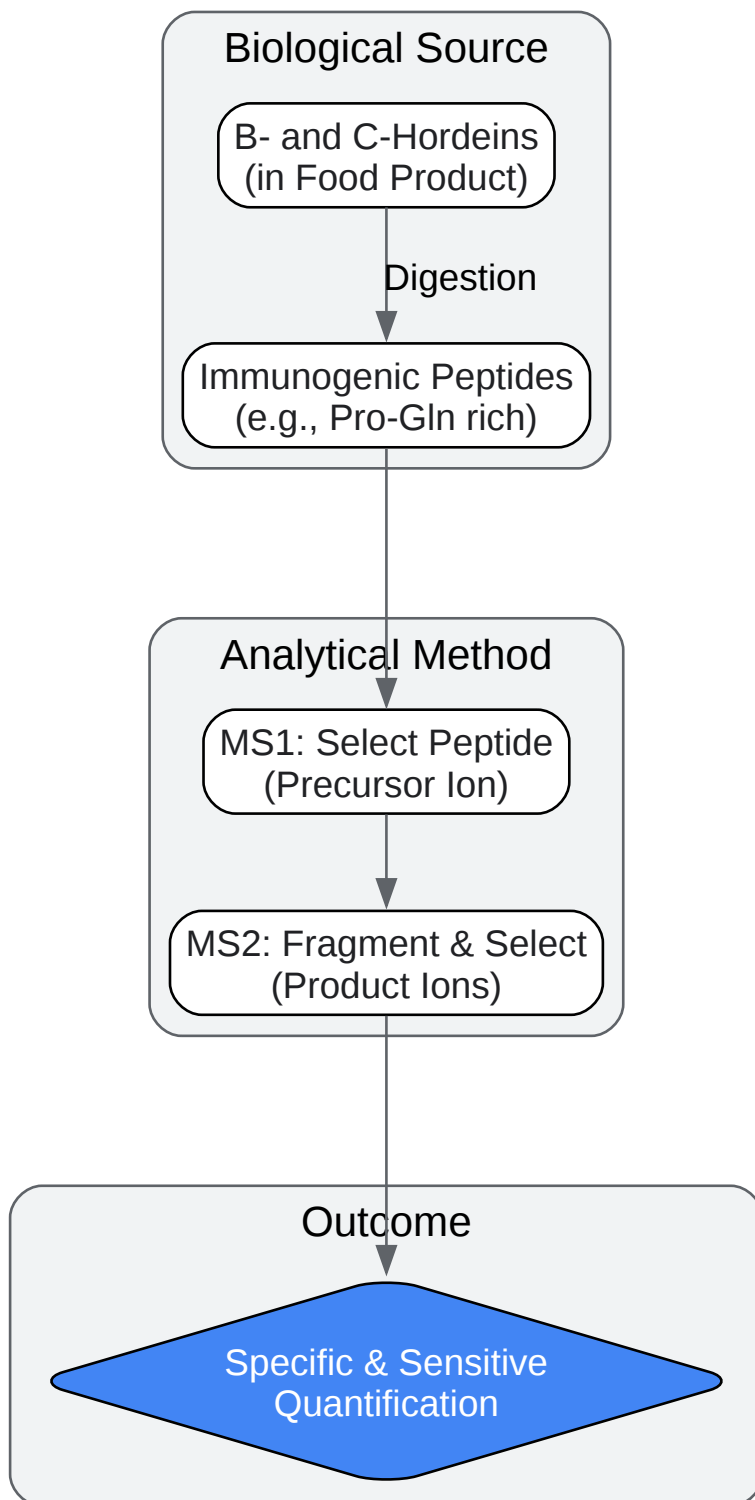 Biological Source
B- and C-Hordeins
(in Food Product)
Digestion
Immunogenic Peptides
(e.g., Pro-Gln rich)
Analytical Method
MS1: Select Peptide
(Precursor Ion)
MS2: Fragment & Select
(Product Ions)
Outcome
Specific & Sensitive
Quantification